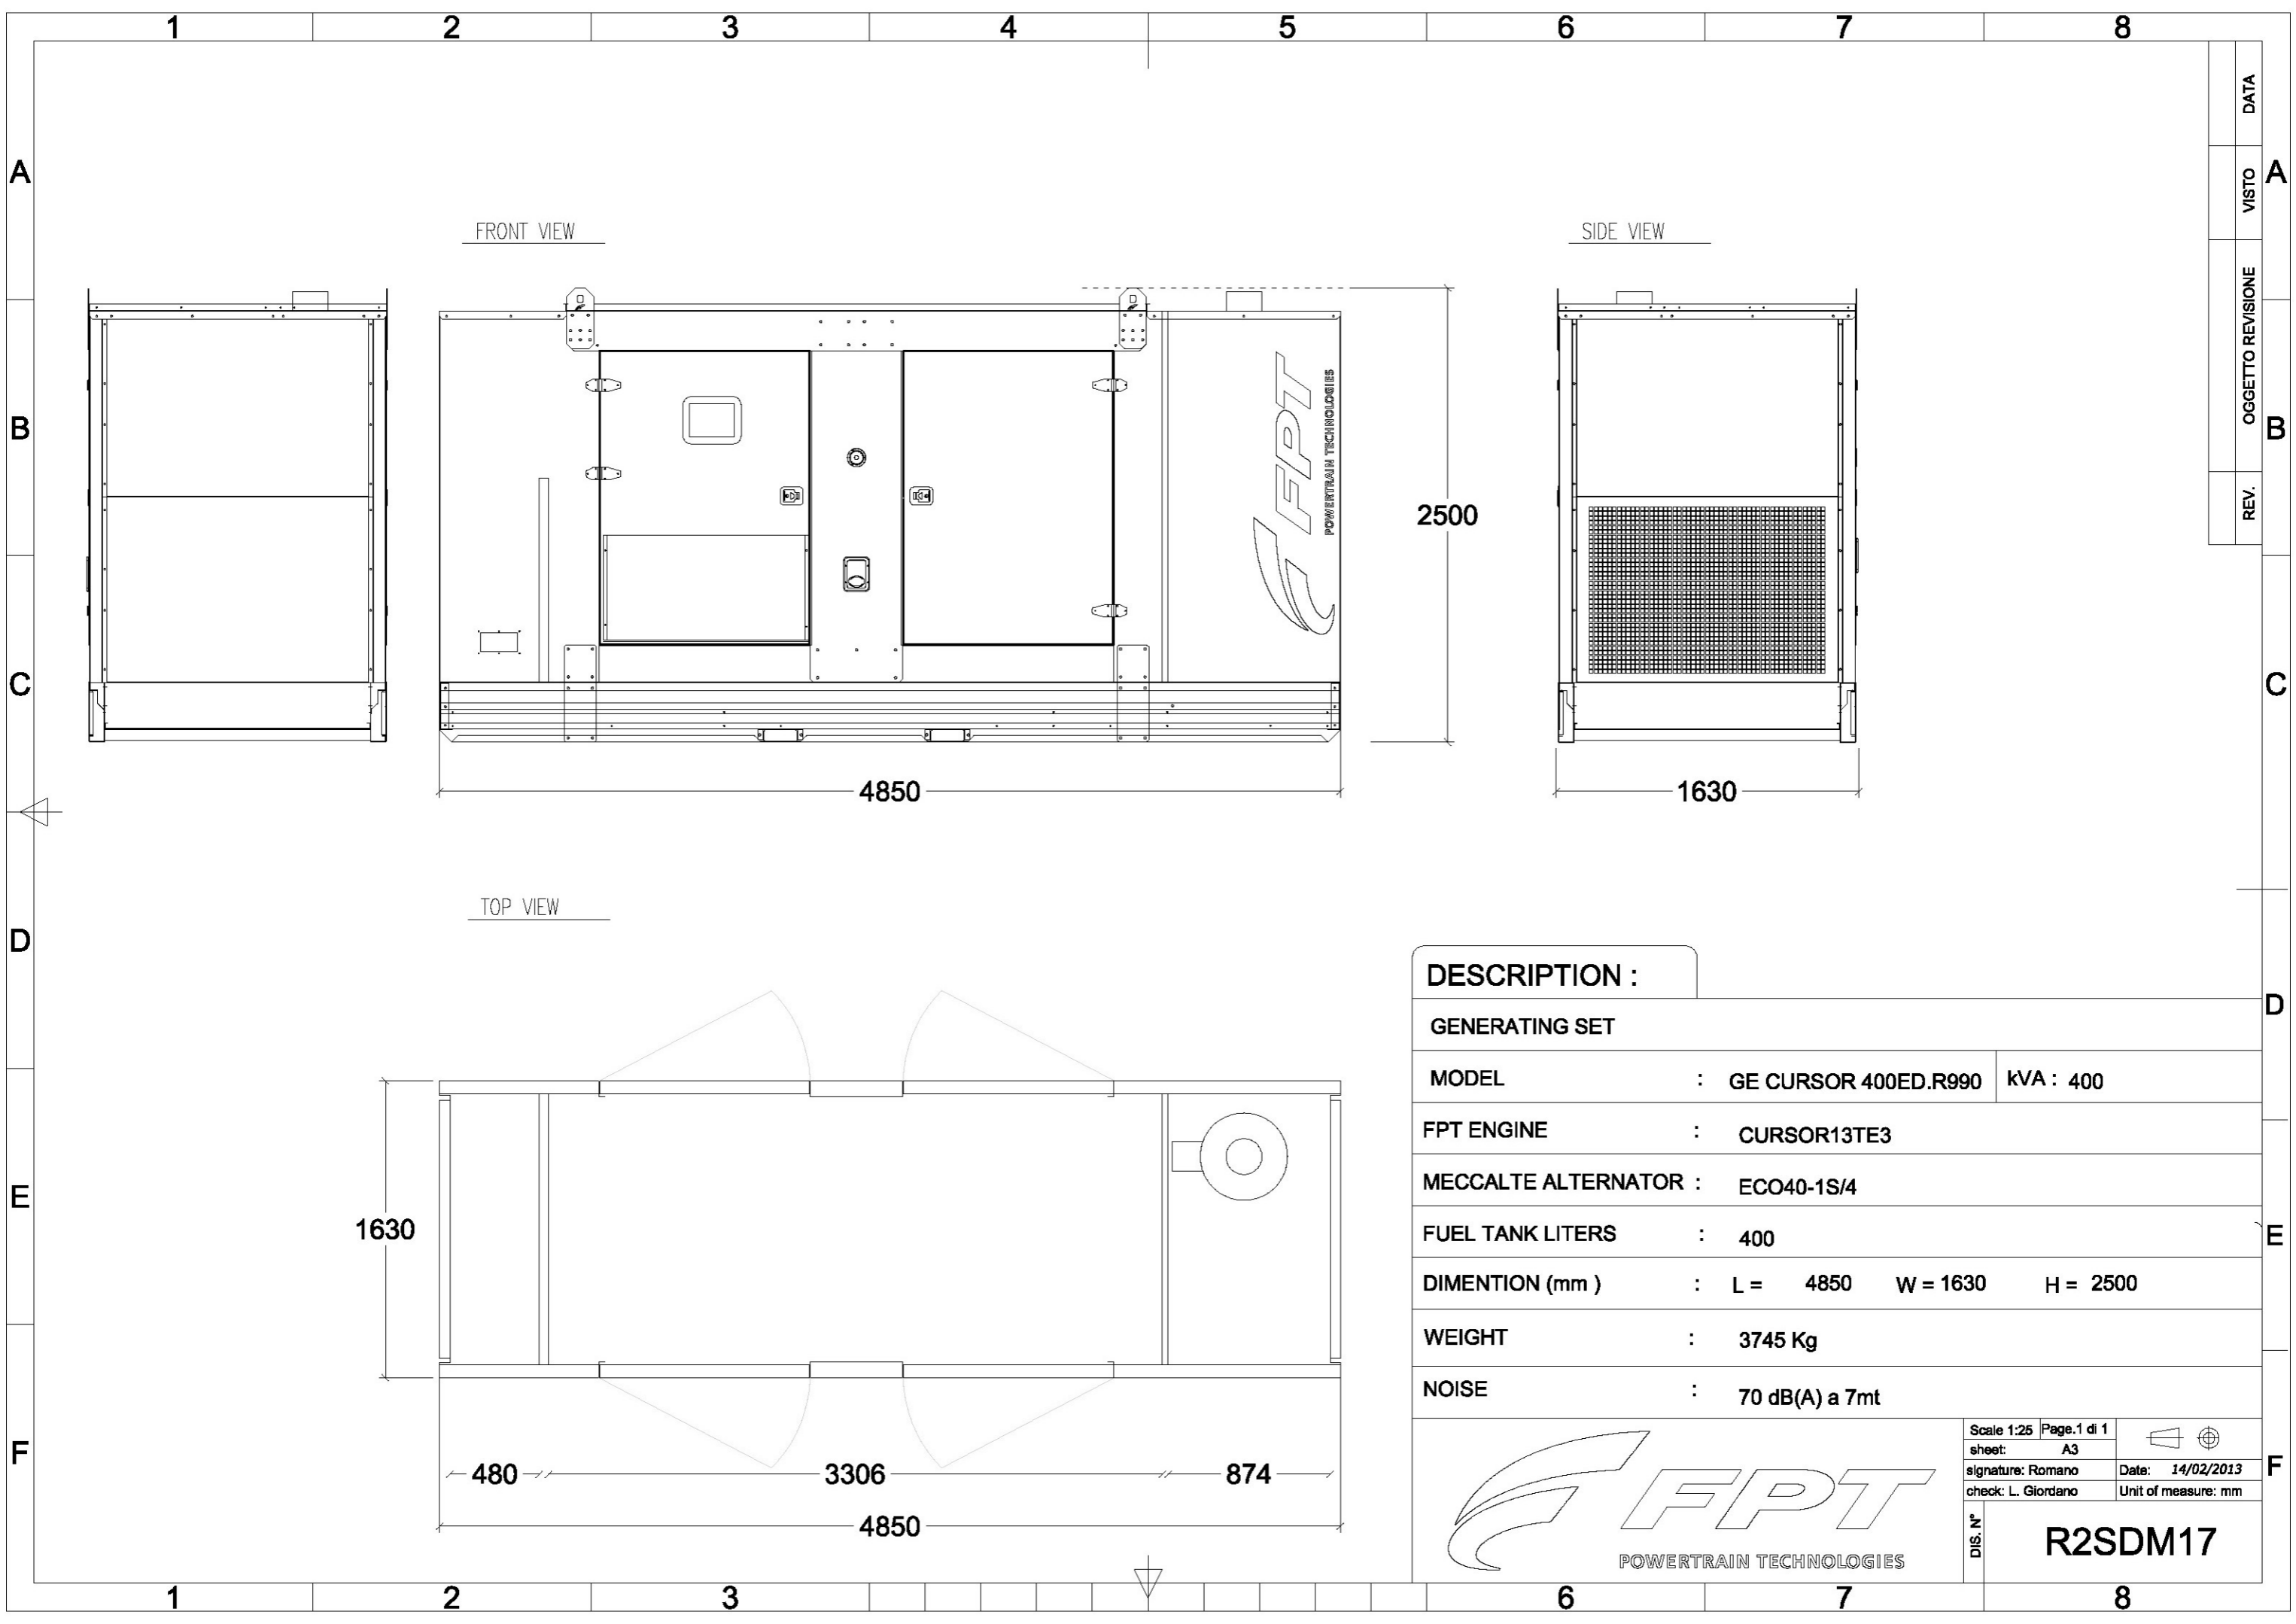 1 2 3 4 5 6 7 8
A A
B B
C C
D D
E E
F F
DATA
VISTO
OGGETTO REVISIONE
REV.
FRONT VIEW
SIDE VIEW
FPT
POWERTRAIN TECHNOLOGIES
2500
4850
1630
TOP VIEW
1630
480 3306 874
4850
DESCRIPTION :
GENERATING SET
MODEL : GE CURSOR 400ED.R990 kVA : 400
FPT ENGINE : CURSOR13TE3
MECCALTE ALTERNATOR : ECO40-1S/4
FUEL TANK LITERS : 400
DIMENTION (mm ) : L = 4850 W = 1630 H = 2500
WEIGHT : 3745 Kg
NOISE : 70 dB(A) a 7mt
FPT
POWERTRAIN TECHNOLOGIES
Scale 1:25 Page.1 di 1
sheet: A3
signature: Romano Date: 14/02/2013
check: L. Giordano Unit of measure: mm
DIS. N° R2SDM17
1 2 3 6 7 8